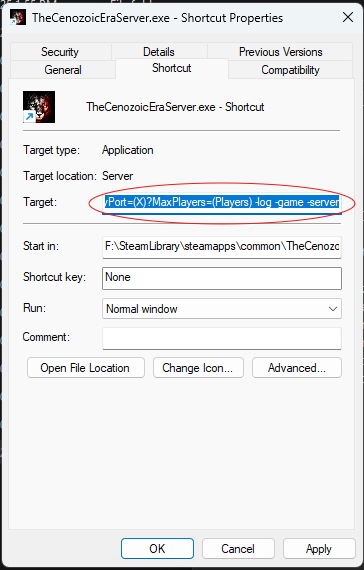 TheCenozoicEraServer.exe - Shortcut Properties
Security Details Previous Versions
General Shortcut Compatibility
TheCenozoicEraServer.exe - Shortcut
Target type: Application
Target location: Server
Target: Port=(X)?MaxPlayers=(Players) -log -game -server
Start in: F:\SteamLibrary\steamapps\common\TheCenozo
Shortcut key: None
Run: Normal window
Comment:
Open File Location Change Icon... Advanced...
OK Cancel Apply